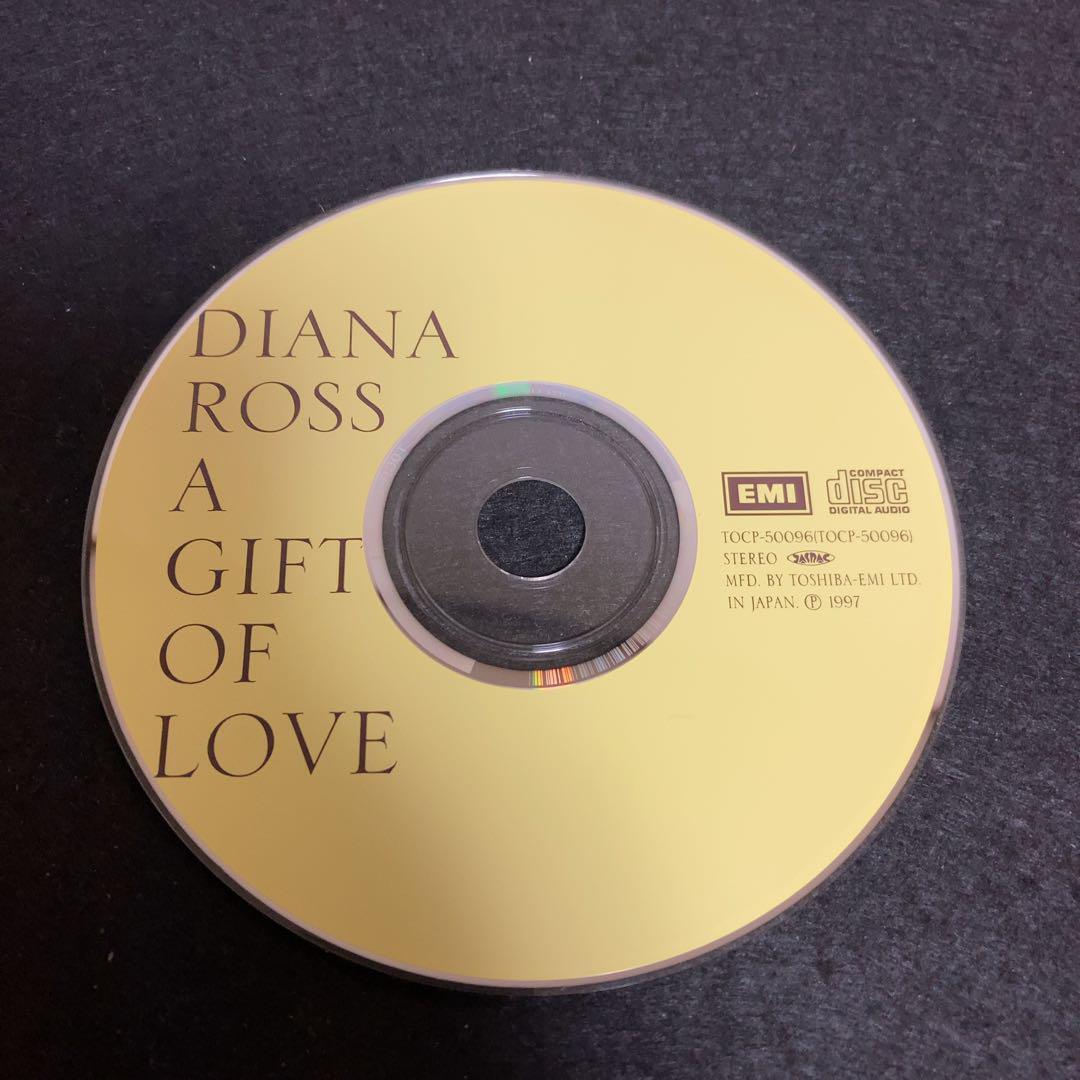 DIANA
ROSS
A
GIFT
OF
LOVE
EMI
COMPACT
disc
DIGITAL AUDIO
TOCP-50096(TOCP-50096)
STEREO JASRAC
MFD. BY TOSHIBA-EMI LTD.
IN JAPAN. ℗ 1997